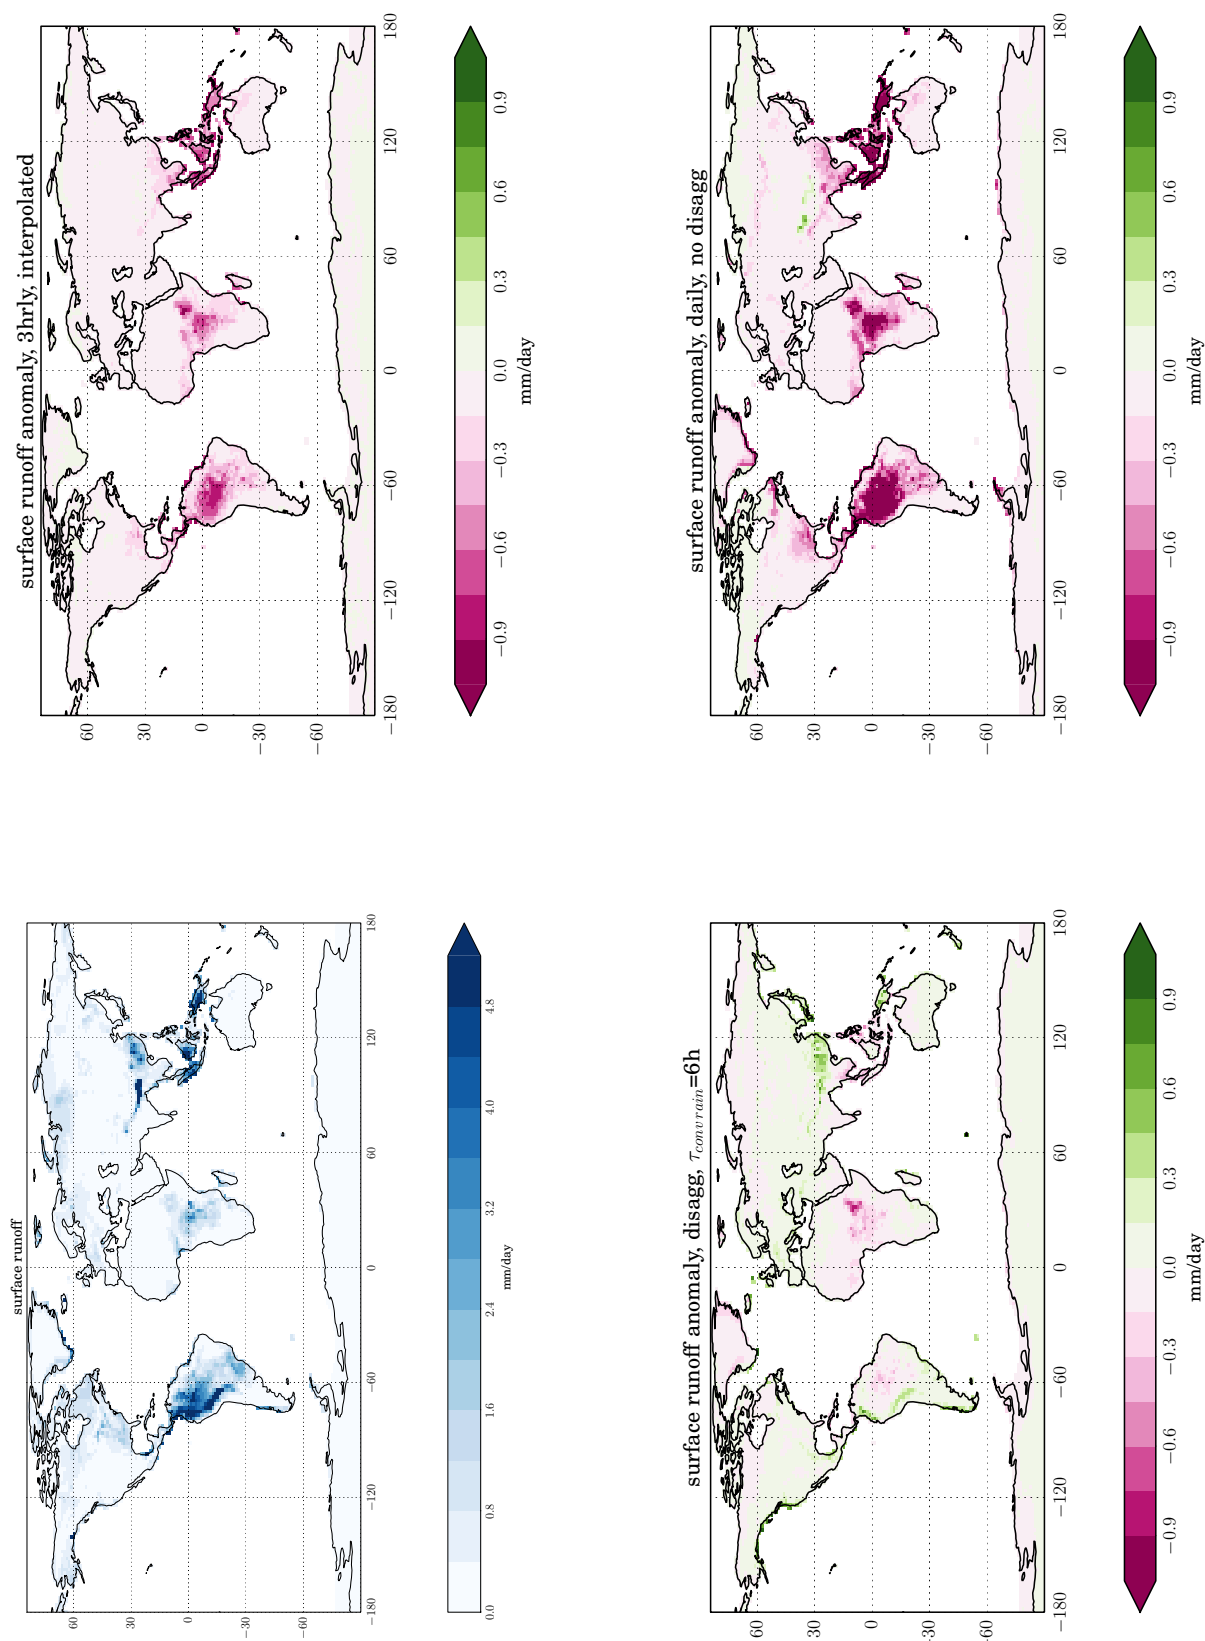 surface runoff
60
30
0
−30
−60
−180 −120 −60 0 60 120 180
0.0 0.8 1.6 2.4 3.2 4.0 4.8
mm/day
surface runoff anomaly, 3hrly, interpolated
60
30
0
−30
−60
−180 −120 −60 0 60 120 180
−0.9 −0.6 −0.3 0.0 0.3 0.6 0.9
mm/day
surface runoff anomaly, disagg, τconvrain=6h
60
30
0
−30
−60
−180 −120 −60 0 60 120 180
−0.9 −0.6 −0.3 0.0 0.3 0.6 0.9
mm/day
surface runoff anomaly, daily, no disagg
60
30
0
−30
−60
−180 −120 −60 0 60 120 180
−0.9 −0.6 −0.3 0.0 0.3 0.6 0.9
mm/day